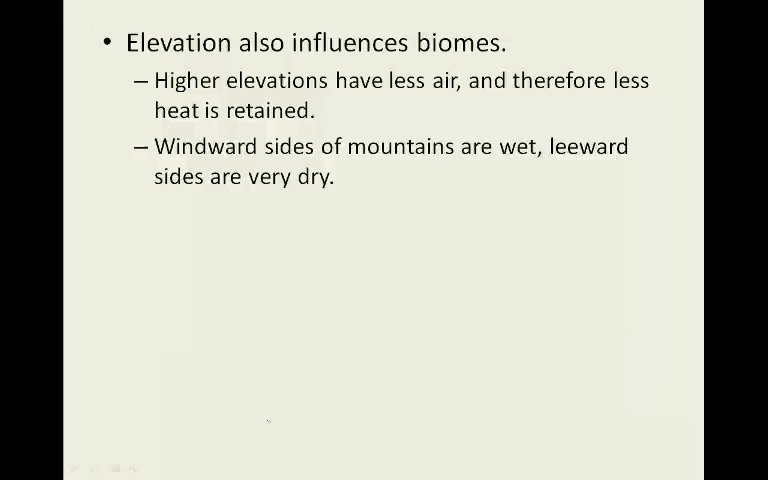 • Elevation also influences biomes.
– Higher elevations have less air, and therefore less
heat is retained.
– Windward sides of mountains are wet, leeward
sides are very dry.